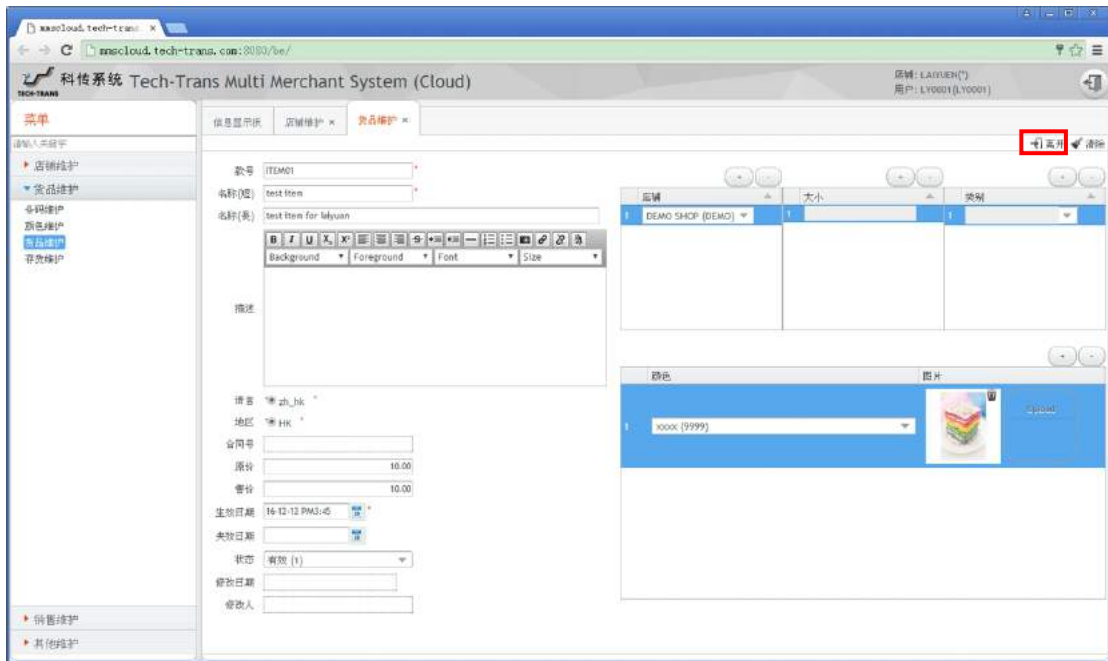 mmscloud.tech-trans
mmscloud.tech-trans.com:8080/be/
TECH-TRANS
科传系统 Tech-Trans Multi Merchant System (Cloud)
店铺: LAIYUEN(*)
用户: LY0001(LY0001)
菜单
请输入关键字
店铺维护
货品维护
条码维护
颜色维护
货品维护
存货维护
销售维护
其他维护
信息显示板 店铺维护 × 货品维护 ×
离开 清除
款号 ITEM01 *
名称(短) test item *
名称(長) test item for laiyuan
B I U
Background Foreground Font Size
描述
语言 zh_hk *
地区 HK *
合同号
原价 10.00
售价 10.00
生效日期 16-12-12 PM3:45 *
失效日期
状态 有效 (1)
修改日期
修改人
店铺 大小 类别
1 DEMO SHOP (DEMO) 1 1
颜色 图片
1 xxxx (9999) Upload